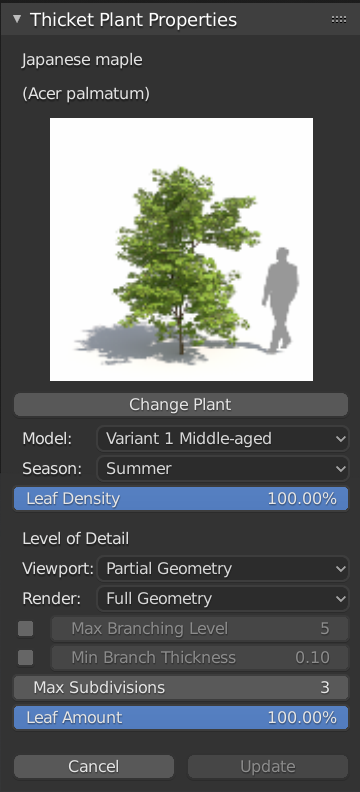 Thicket Plant Properties
Japanese maple
(Acer palmatum)
Change Plant
Model: Variant 1 Middle-aged
Season: Summer
Leaf Density 100.00%
Level of Detail
Viewport: Partial Geometry
Render: Full Geometry
Max Branching Level 5
Min Branch Thickness 0.10
Max Subdivisions 3
Leaf Amount 100.00%
Cancel Update